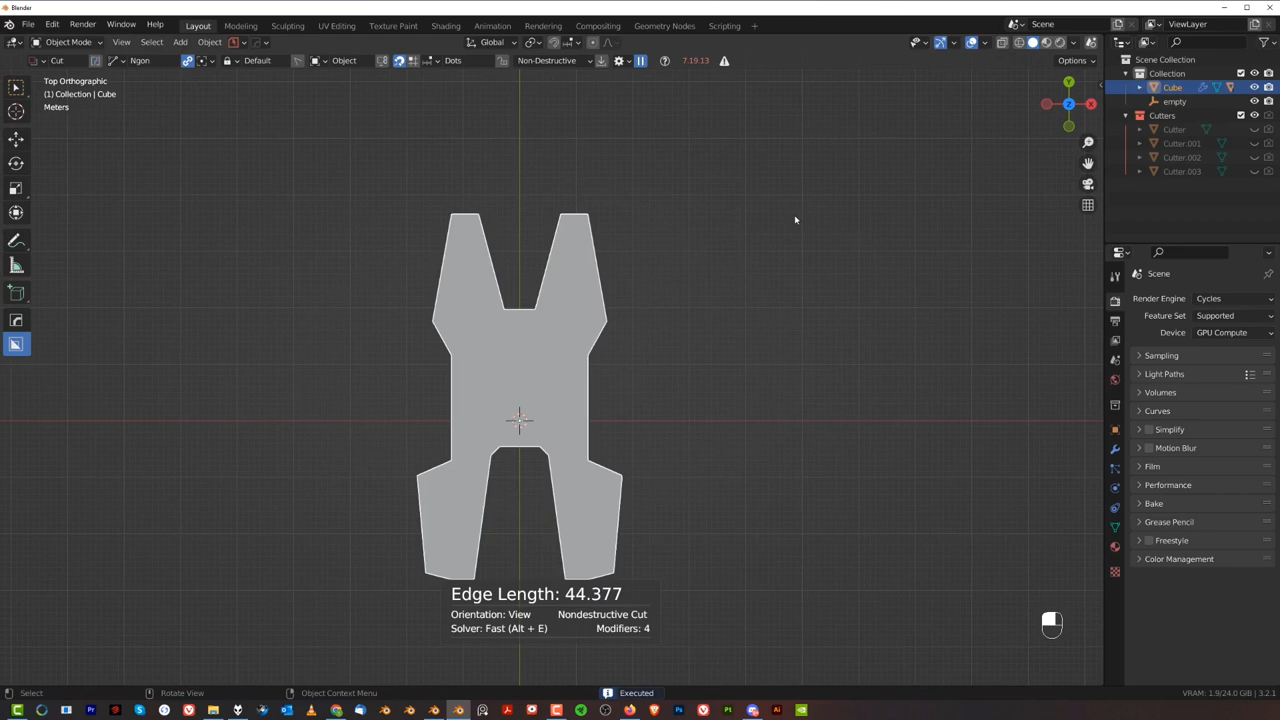 Blender
File Edit Render Window Help Layout Modeling Sculpting UV Editing Texture Paint Shading Animation Rendering Compositing Geometry Nodes Scripting + Scene ViewLayer
Object Mode View Select Add Object Global Options
Cut Ngon Default Object Dots Non-Destructive 7.19.13
Top Orthographic
(1) Collection | Cube
Meters
Y
X
Z
Edge Length: 44.377
Orientation: View Nondestructive Cut
Solver: Fast (Alt + E) Modifiers: 4
Scene Collection
Collection
Cube
empty
Cutters
Cutter
Cutter.001
Cutter.002
Cutter.003
Scene
Render Engine Cycles
Feature Set Supported
Device GPU Compute
Sampling
Light Paths
Volumes
Curves
Simplify
Motion Blur
Film
Performance
Bake
Grease Pencil
Freestyle
Color Management
Select Rotate View Object Context Menu Executed VRAM: 1.9/24.0 GiB | 3.2.1
Pr S Ps Pt Ai